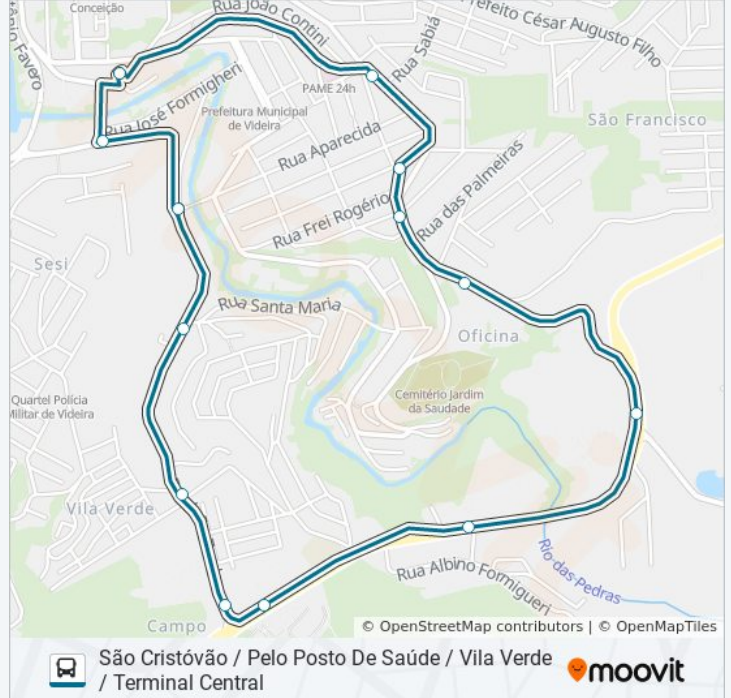 Conceição
Rua João Contini
Prefeito César Augusto Filho
Rua Sabiá
PAME 24h
Rua José Formigheri
Prefeitura Municipal
de Videira
São Francisco
Rua Aparecida
Rua das Palmeiras
Rua Frei Rogério
Sesi
Rua Santa Maria
Oficina
Quartel Polícia
Militar de Videira
Cemitério Jardim
da Saudade
Vila Verde
Rua Albino Formigueri
Rio das Pedras
Campo
© OpenStreetMap contributors | © OpenMapTiles
São Cristóvão / Pelo Posto De Saúde / Vila Verde
/ Terminal Central
moovit